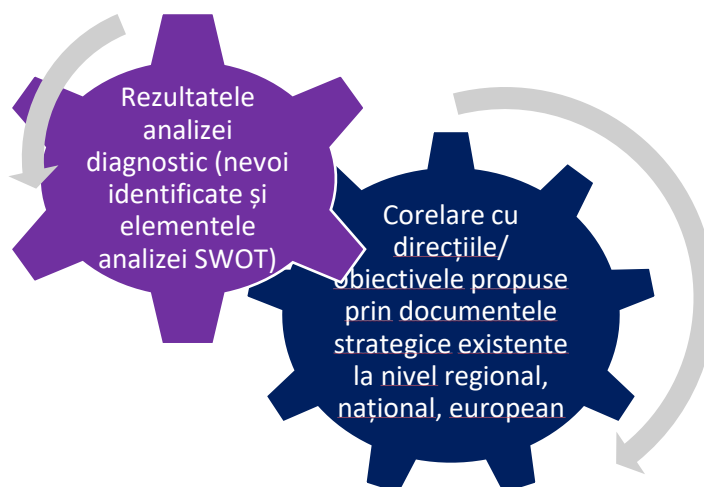 Rezultatele
analizei
diagnostic (nevoi
identificate și
elementele
analizei SWOT)
Corelare cu
direcțiile/
obiectivele propuse
prin documentele
strategice existente
la nivel regional,
național, european